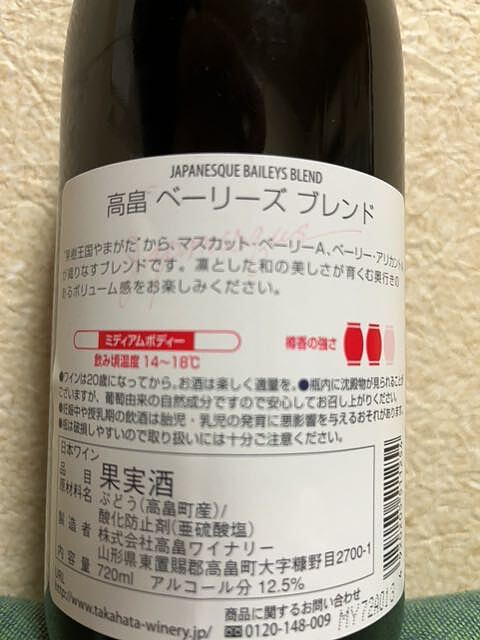 JAPANESQUE BAILEYS BLEND
高畠 ベーリーズ ブレンド
"果樹王国やまがた"から、マスカット・ベーリーA、ベーリー・アリカントA
が織りなすブレンドです。凛とした和の美しさが育くむ奥行きの
あるボリューム感をお楽しみください。
ミディアムボディー
飲み頃温度 14～18℃
樽香の強さ
●ワインは20歳になってから。お酒は楽しく適量を。●瓶内に沈殿物が見られることが
ございますが、葡萄由来の自然成分ですので安心してお召し上がりください。
●妊娠中や授乳期の飲酒は胎児・乳児の発育に悪影響を与えるおそれがあります。
●瓶は破損しやすいので取り扱いには十分ご注意ください。
日本ワイン
品目 果実酒
原材料名 ぶどう(高畠町産)/
酸化防止剤(亜硫酸塩)
製造者 株式会社高畠ワイナリー
山形県東置賜郡高畠町大字糠野目2700-1
内容量 720ml アルコール分 12.5%
URL http://www.takahata-winery.jp/
商品に関するお問い合わせ
0120-148-009
MY72A013